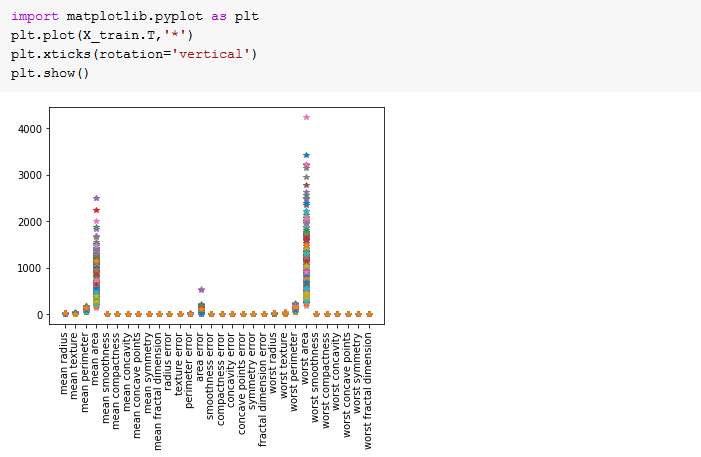 import matplotlib.pyplot as plt
plt.plot(X_train.T,'*')
plt.xticks(rotation='vertical')
plt.show()
4000
3000
2000
1000
0
mean radius
mean texture
mean perimeter
mean area
mean smoothness
mean compactness
mean concavity
mean concave points
mean symmetry
mean fractal dimension
radius error
texture error
perimeter error
area error
smoothness error
compactness error
concavity error
concave points error
symmetry error
fractal dimension error
worst radius
worst texture
worst perimeter
worst area
worst smoothness
worst compactness
worst concavity
worst concave points
worst symmetry
worst fractal dimension